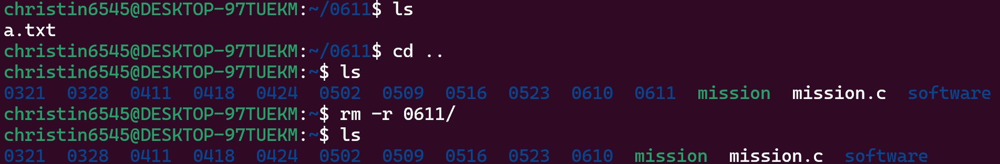 christin6545@DESKTOP-97TUEKM:~/0611$ ls
a.txt
christin6545@DESKTOP-97TUEKM:~/0611$ cd ..
christin6545@DESKTOP-97TUEKM:~$ ls
0321  0328  0411  0418  0424  0502  0509  0516  0523  0610  0611  mission  mission.c  software
christin6545@DESKTOP-97TUEKM:~$ rm -r 0611/
christin6545@DESKTOP-97TUEKM:~$ ls
0321  0328  0411  0418  0424  0502  0509  0516  0523  0610  mission  mission.c  software